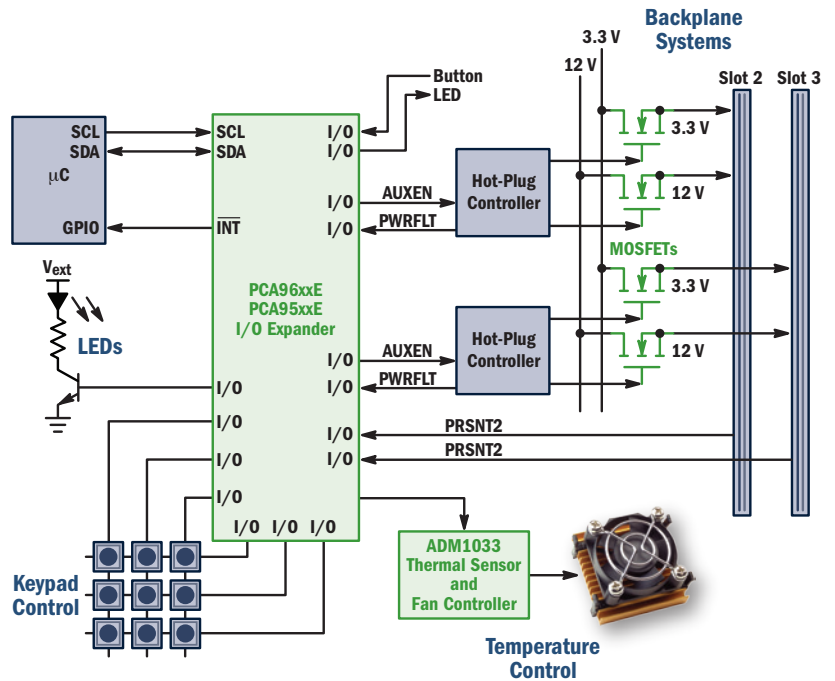 Backplane
Systems
3.3 V
12 V
Slot 2
Slot 3
Button
LED
SCL
SDA
μC
GPIO
SCL
SDA
INT
I/O
I/O
I/O
I/O
AUXEN
PWRFLT
Hot-Plug
Controller
3.3 V
12 V
MOSFETs
3.3 V
12 V
Vext
LEDs
PCA96xxE
PCA95xxE
I/O Expander
I/O
I/O
AUXEN
PWRFLT
Hot-Plug
Controller
I/O
I/O
I/O
I/O
I/O
I/O
PRSNT2
PRSNT2
I/O I/O I/O
Keypad
Control
ADM1033
Thermal Sensor
and
Fan Controller
Temperature
Control